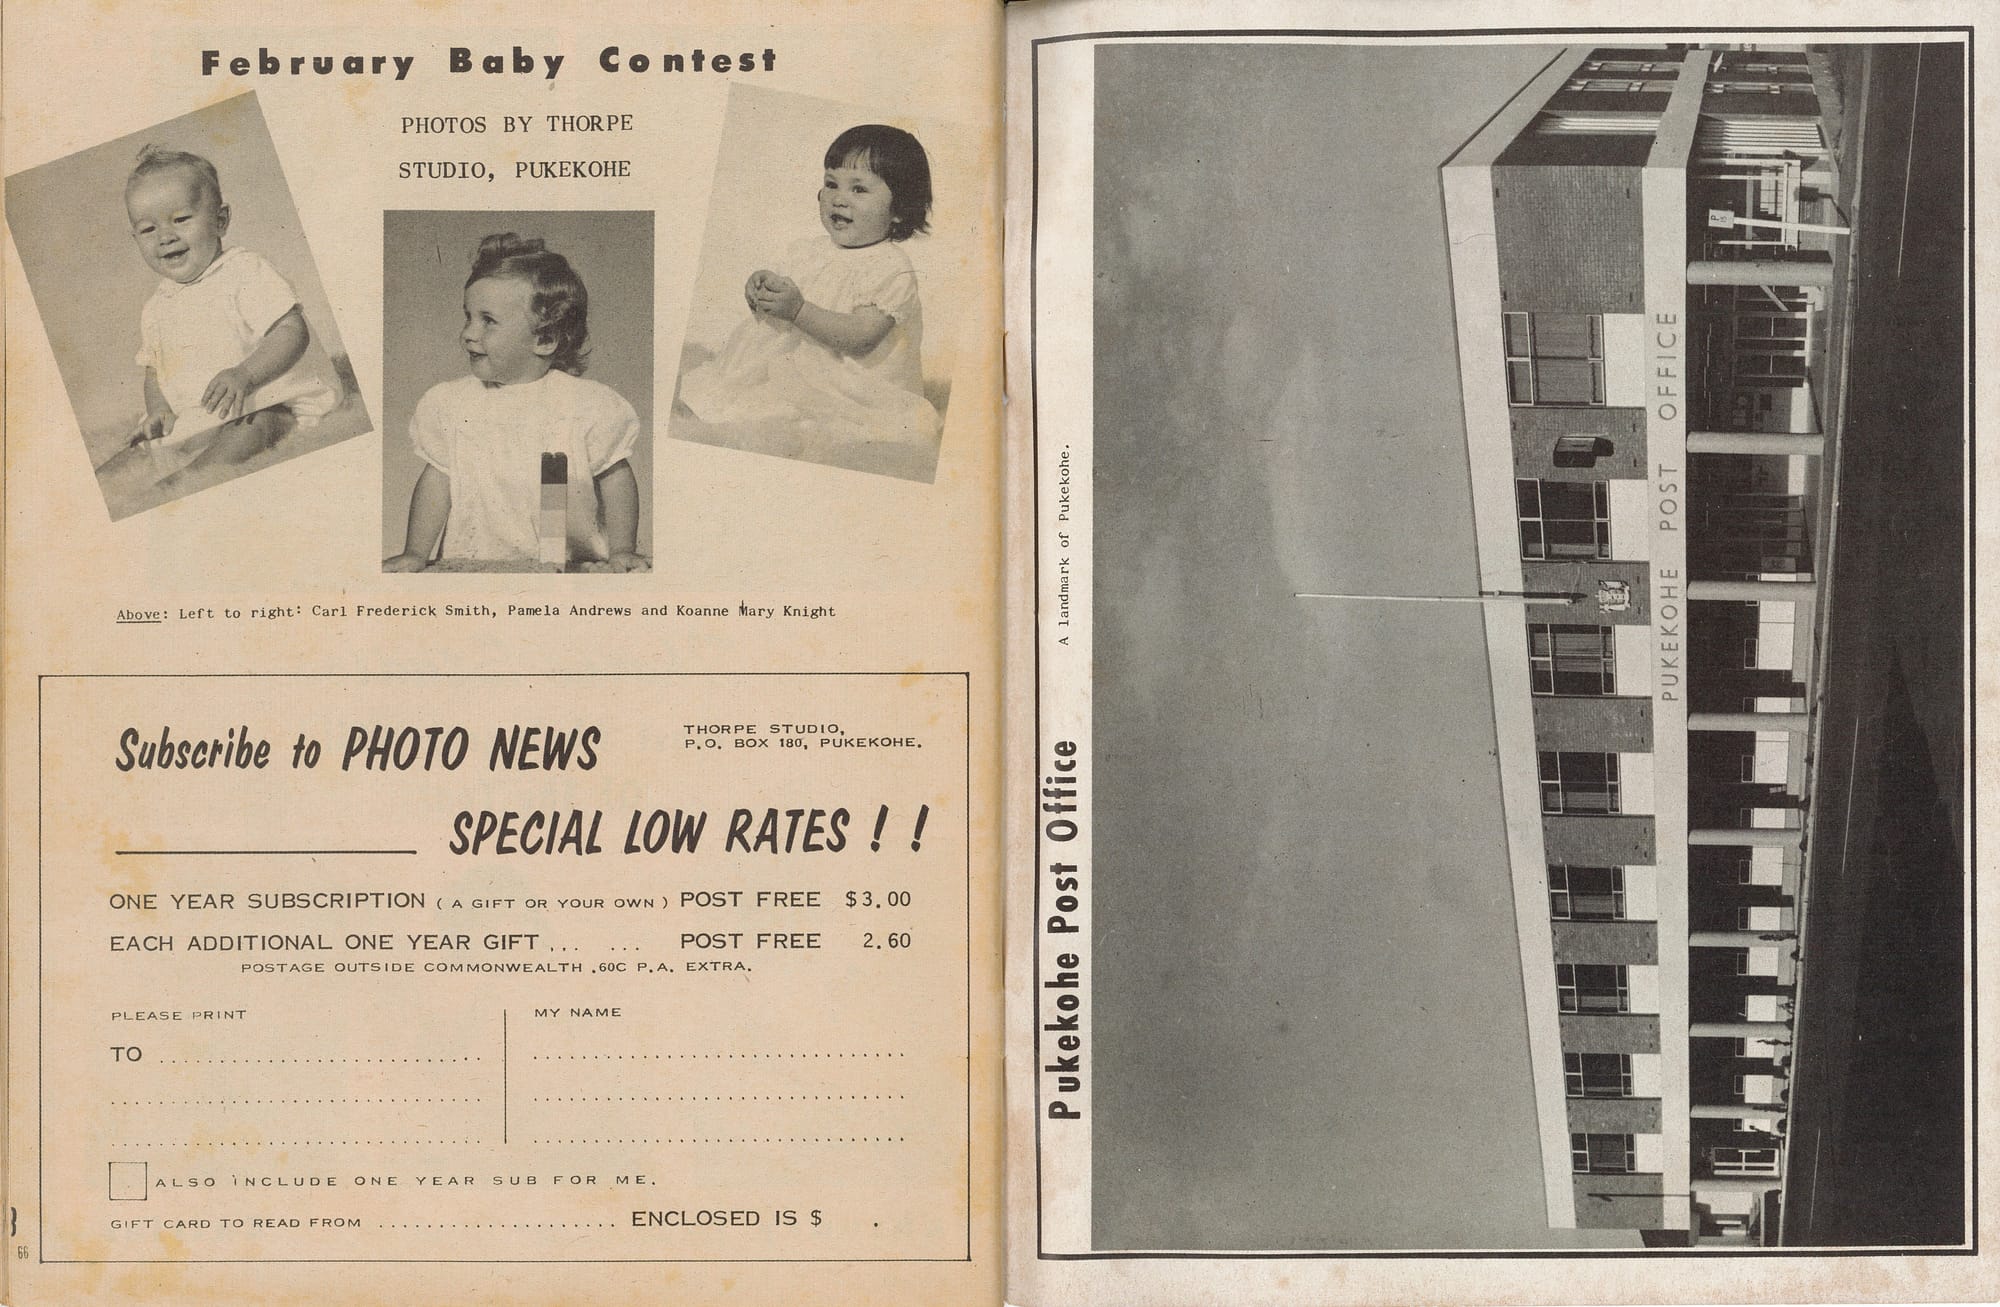 February Baby Contest
PHOTOS BY THORPE
STUDIO, PUKEKOHE
Above: Left to right: Carl Frederick Smith, Pamela Andrews and Koanne Mary Knight
Subscribe to PHOTO NEWS
THORPE STUDIO,
P.O. BOX 180, PUKEKOHE.
SPECIAL LOW RATES ! !
ONE YEAR SUBSCRIPTION ( A GIFT OR YOUR OWN ) POST FREE $3.00
EACH ADDITIONAL ONE YEAR GIFT ... ... POST FREE 2.60
POSTAGE OUTSIDE COMMONWEALTH .60C P.A. EXTRA.
PLEASE PRINT
MY NAME
TO
ALSO INCLUDE ONE YEAR SUB FOR ME.
GIFT CARD TO READ FROM .................... ENCLOSED IS $ .
66
Pukekohe Post Office
A landmark of Pukekohe.
PUKEKOHE POST OFFICE